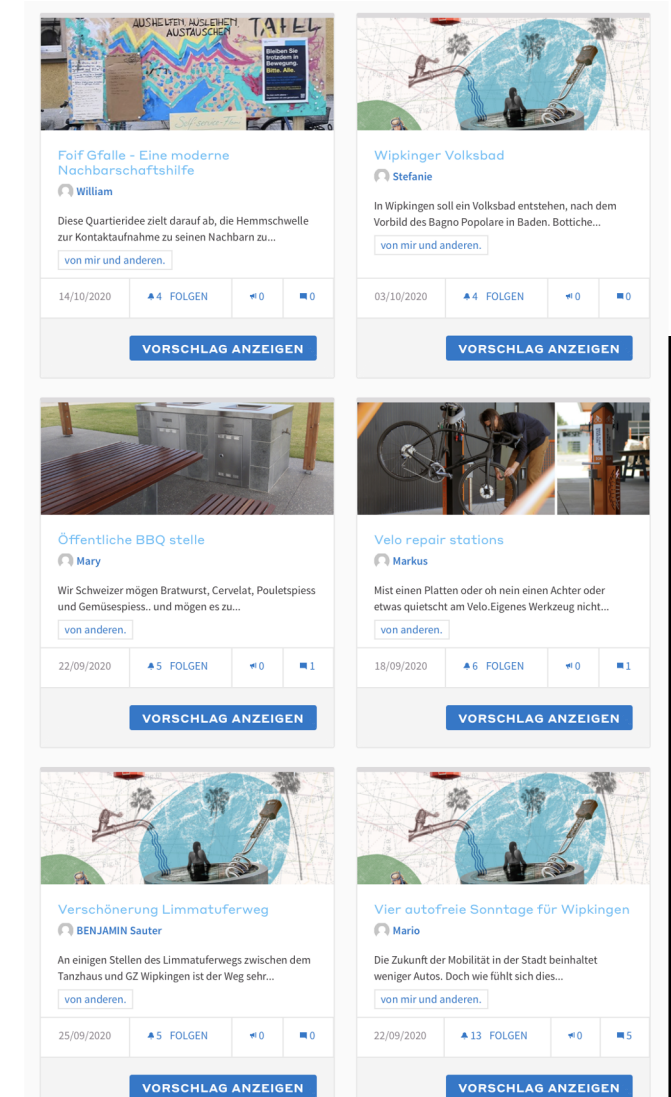 AUSHELFEN, AUSLEIHEN,
AUSTAUSCHEN
TAFEL
Bleiben Sie
trotzdem in
Bewegung.
Bitte. Alle.
Foif Gfalle - Eine moderne
Nachbarschaftshilfe
William
Diese Quartieridee zielt darauf ab, die Hemmschwelle
zur Kontaktaufnahme zu seinen Nachbarn zu...
von mir und anderen.
14/10/2020 4 FOLGEN 0 0
VORSCHLAG ANZEIGEN
Wipkinger Volksbad
Stefanie
In Wipkingen soll ein Volksbad entstehen, nach dem
Vorbild des Bagno Popolare in Baden. Bottiche...
von mir und anderen.
03/10/2020 4 FOLGEN 0 0
VORSCHLAG ANZEIGEN
Öffentliche BBQ stelle
Mary
Wir Schweizer mögen Bratwurst, Cervelat, Pouletspiess
und Gemüsespiess.. und mögen es zu...
von anderen.
22/09/2020 5 FOLGEN 0 1
VORSCHLAG ANZEIGEN
Velo repair stations
Markus
Mist einen Platten oder oh nein einen Achter oder
etwas quietscht am Velo.Eigenes Werkzeug nicht...
von anderen.
18/09/2020 6 FOLGEN 0 1
VORSCHLAG ANZEIGEN
Verschönerung Limmatuferweg
BENJAMIN Sauter
An einigen Stellen des Limmatuferwegs zwischen dem
Tanzhaus und GZ Wipkingen ist der Weg sehr...
von anderen.
25/09/2020 5 FOLGEN 0 0
VORSCHLAG ANZEIGEN
Vier autofreie Sonntage für Wipkingen
Mario
Die Zukunft der Mobilität in der Stadt beinhaltet
weniger Autos. Doch wie fühlt sich dies...
von mir und anderen.
22/09/2020 13 FOLGEN 0 5
VORSCHLAG ANZEIGEN